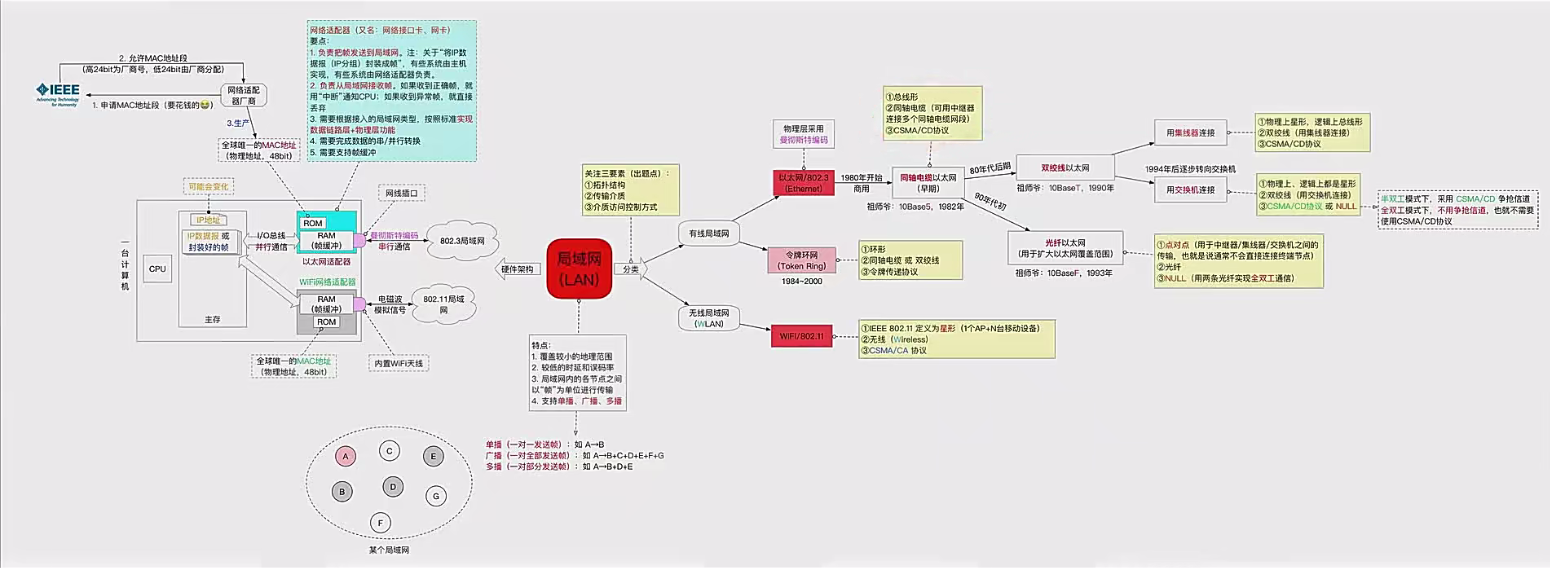 网络适配器（又名：网络接口卡、网卡）
要点：
1. 负责把帧发送到局域网。注：关于“将IP数
据报（IP分组）封装成帧”，有些系统由主机
实现，有些系统由网络适配器负责。
2. 负责从局域网接收帧。如果收到正确帧，就
用“中断”通知CPU；如果收到异常帧，就直接
丢弃
3. 需要根据接入的局域网类型，按照标准实现
数据链路层+物理层功能
4. 需要完成数据的串/并行转换
5. 需要支持帧缓冲
2. 允许MAC地址段
(高24bit为厂商号，低24bit由厂商分配)
IEEE
Advancing Technology
for Humanity
网络适配
器厂商
1. 申请MAC地址段（要花钱的）
3.生产
全球唯一的MAC地址
（物理地址，48bit）
可能会变化
网线插口
一台计算机
CPU
IP地址
IP数据报 或
封装好的帧
主存
I/O总线
并行通信
ROM
RAM
(帧缓冲)
以太网适配器
曼彻斯特编码
串行通信
802.3局域网
WiFi网络适配器
RAM
(帧缓冲)
ROM
电磁波
模拟信号
802.11局域
网
全球唯一的MAC地址
(物理地址，48bit)
内置WiFi天线
硬件架构
局域网
（LAN）
分类
关注三要素（出题点）：
①拓扑结构
②传输介质
③介质访问控制方式
特点：
1. 覆盖较小的地理范围
2. 较低的时延和误码率
3. 局域网内的各节点之间
以“帧”为单位进行传输
4. 支持单播、广播、多播
单播（一对一发送帧）：如 A→B
广播（一对全部发送帧）：如 A→B+C+D+E+F+G
多播（一对部分发送帧）：如 A→B+D+E
A
C
E
B
D
G
F
某个局域网
有线局域网
无线局域网
(WLAN)
物理层采用
曼彻斯特编码
以太网/802.3
(Ethernet)
1980年开始
商用
①总线形
②同轴电缆（可用中继器
连接多个同轴电缆网段）
③CSMA/CD协议
同轴电缆以太网
（早期）
祖师爷：10Base5，1982年
80年代后期
90年代初
双绞线以太网
祖师爷：10BaseT，1990年
用集线器连接
①物理上星形，逻辑上总线形
②双绞线（用集线器连接）
③CSMA/CD协议
1994年后逐步转向交换机
用交换机连接
①物理上、逻辑上都是星形
②双绞线（用交换机连接）
③CSMA/CD协议 或 NULL
半双工模式下，采用 CSMA/CD 争抢信道
全双工模式下，不用争抢信道，也就不需要
使用CSMA/CD协议
光纤以太网
(用于扩大以太网覆盖范围)
祖师爷：10BaseF，1993年
①点对点（用于中继器/集线器/交换机之间的
传输，也就是说通常不会直接连接终端节点）
②光纤
③NULL（用两条光纤实现全双工通信）
令牌环网
(Token Ring)
1984~2000
①环形
②同轴电缆 或 双绞线
③令牌传递协议
WiFi/802.11
①IEEE 802.11 定义为星形（1个AP+N台移动设备）
②无线（Wireless）
③CSMA/CA 协议